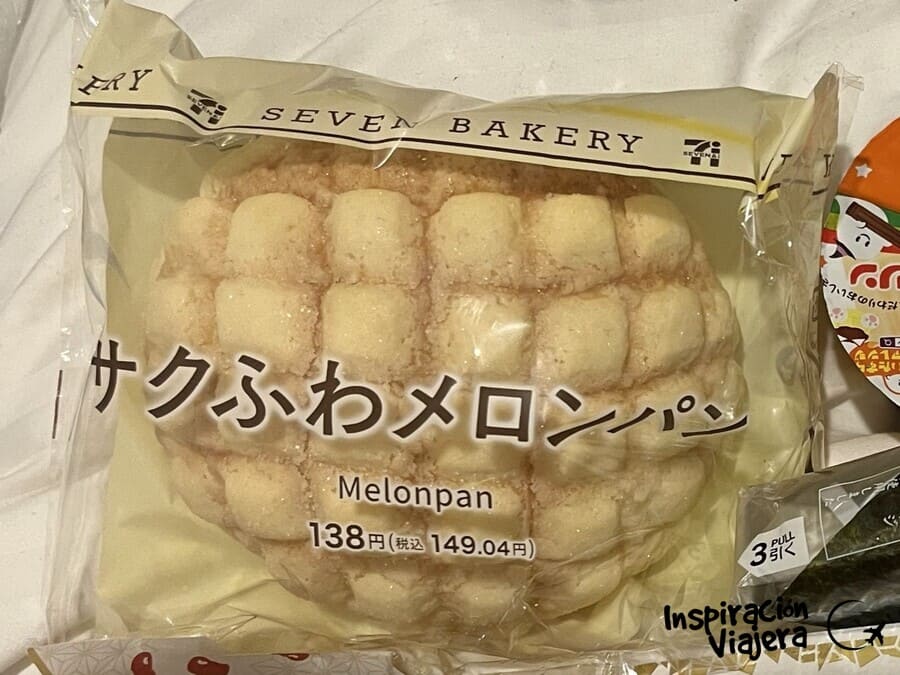 SEVEN BAKERY
サクふわメロンパン
Melonpan
138円(税込 149.04円)
3 PULL
引く
Inspiración
Viajera